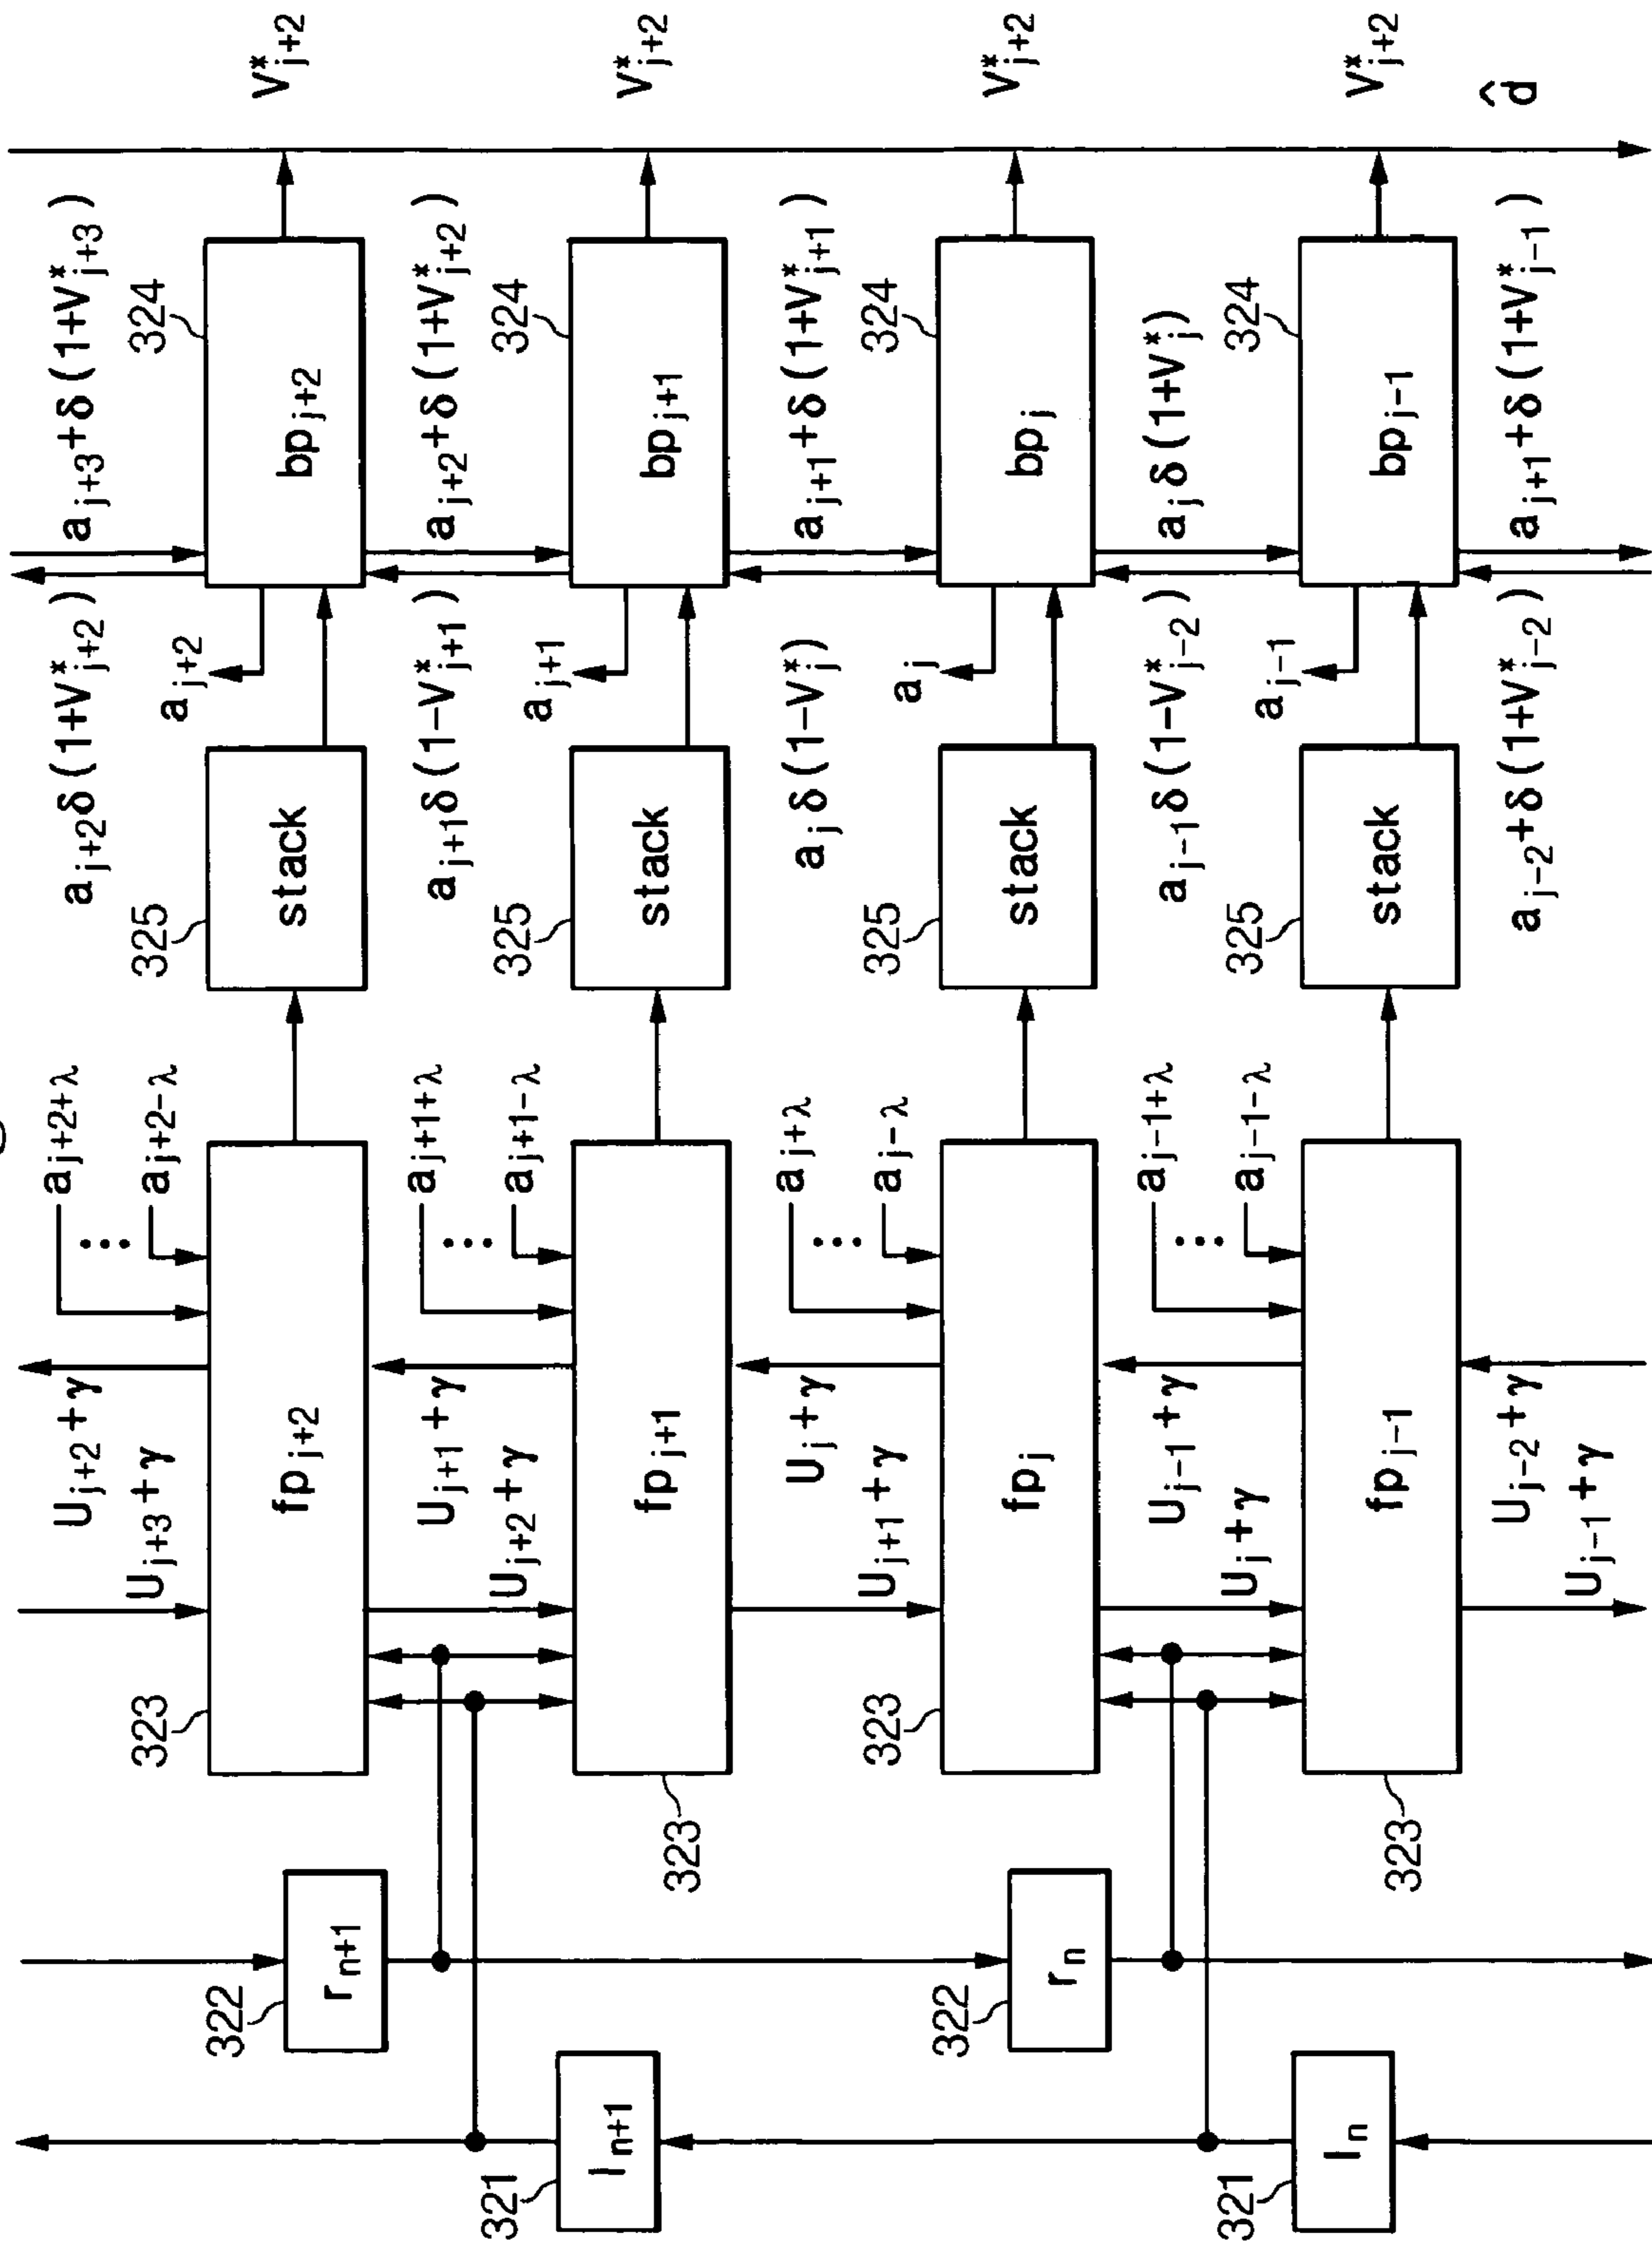 V*j+2
V*j+2
V*j+2
V*j+2
d̂
aj+3+δ(1+V*j+3)
aj+2+δ(1+V*j+2)
aj+1+δ(1+V*j+1)
ajδ(1+V*j)
aj+1+δ(1+V*j-1)
324
324
324
324
bpj+2
bpj+1
bpj
bpj-1
aj+2δ(1+V*j+2)
aj+1δ(1-V*j+1)
ajδ(1-V*j)
aj-1δ(1-V*j-2)
aj-2+δ(1+V*j-2)
aj+2
aj+1
aj
aj-1
325
325
325
325
stack
stack
stack
stack
aj+2+λ
⋮
aj+2-λ
aj+1+λ
⋮
aj+1-λ
aj+λ
⋮
aj-λ
aj-1+λ
⋮
aj-1-λ
Uj+2+γ
Uj+3+γ
Uj+1+γ
Uj+2+γ
Uj+γ
Uj+1+γ
Uj-1+γ
Uj+γ
Uj-2+γ
Uj-1+γ
fpj+2
fpj+1
fpj
fpj-1
323
323
323
323
322
rn+1
322
rn
321
ln+1
321
ln